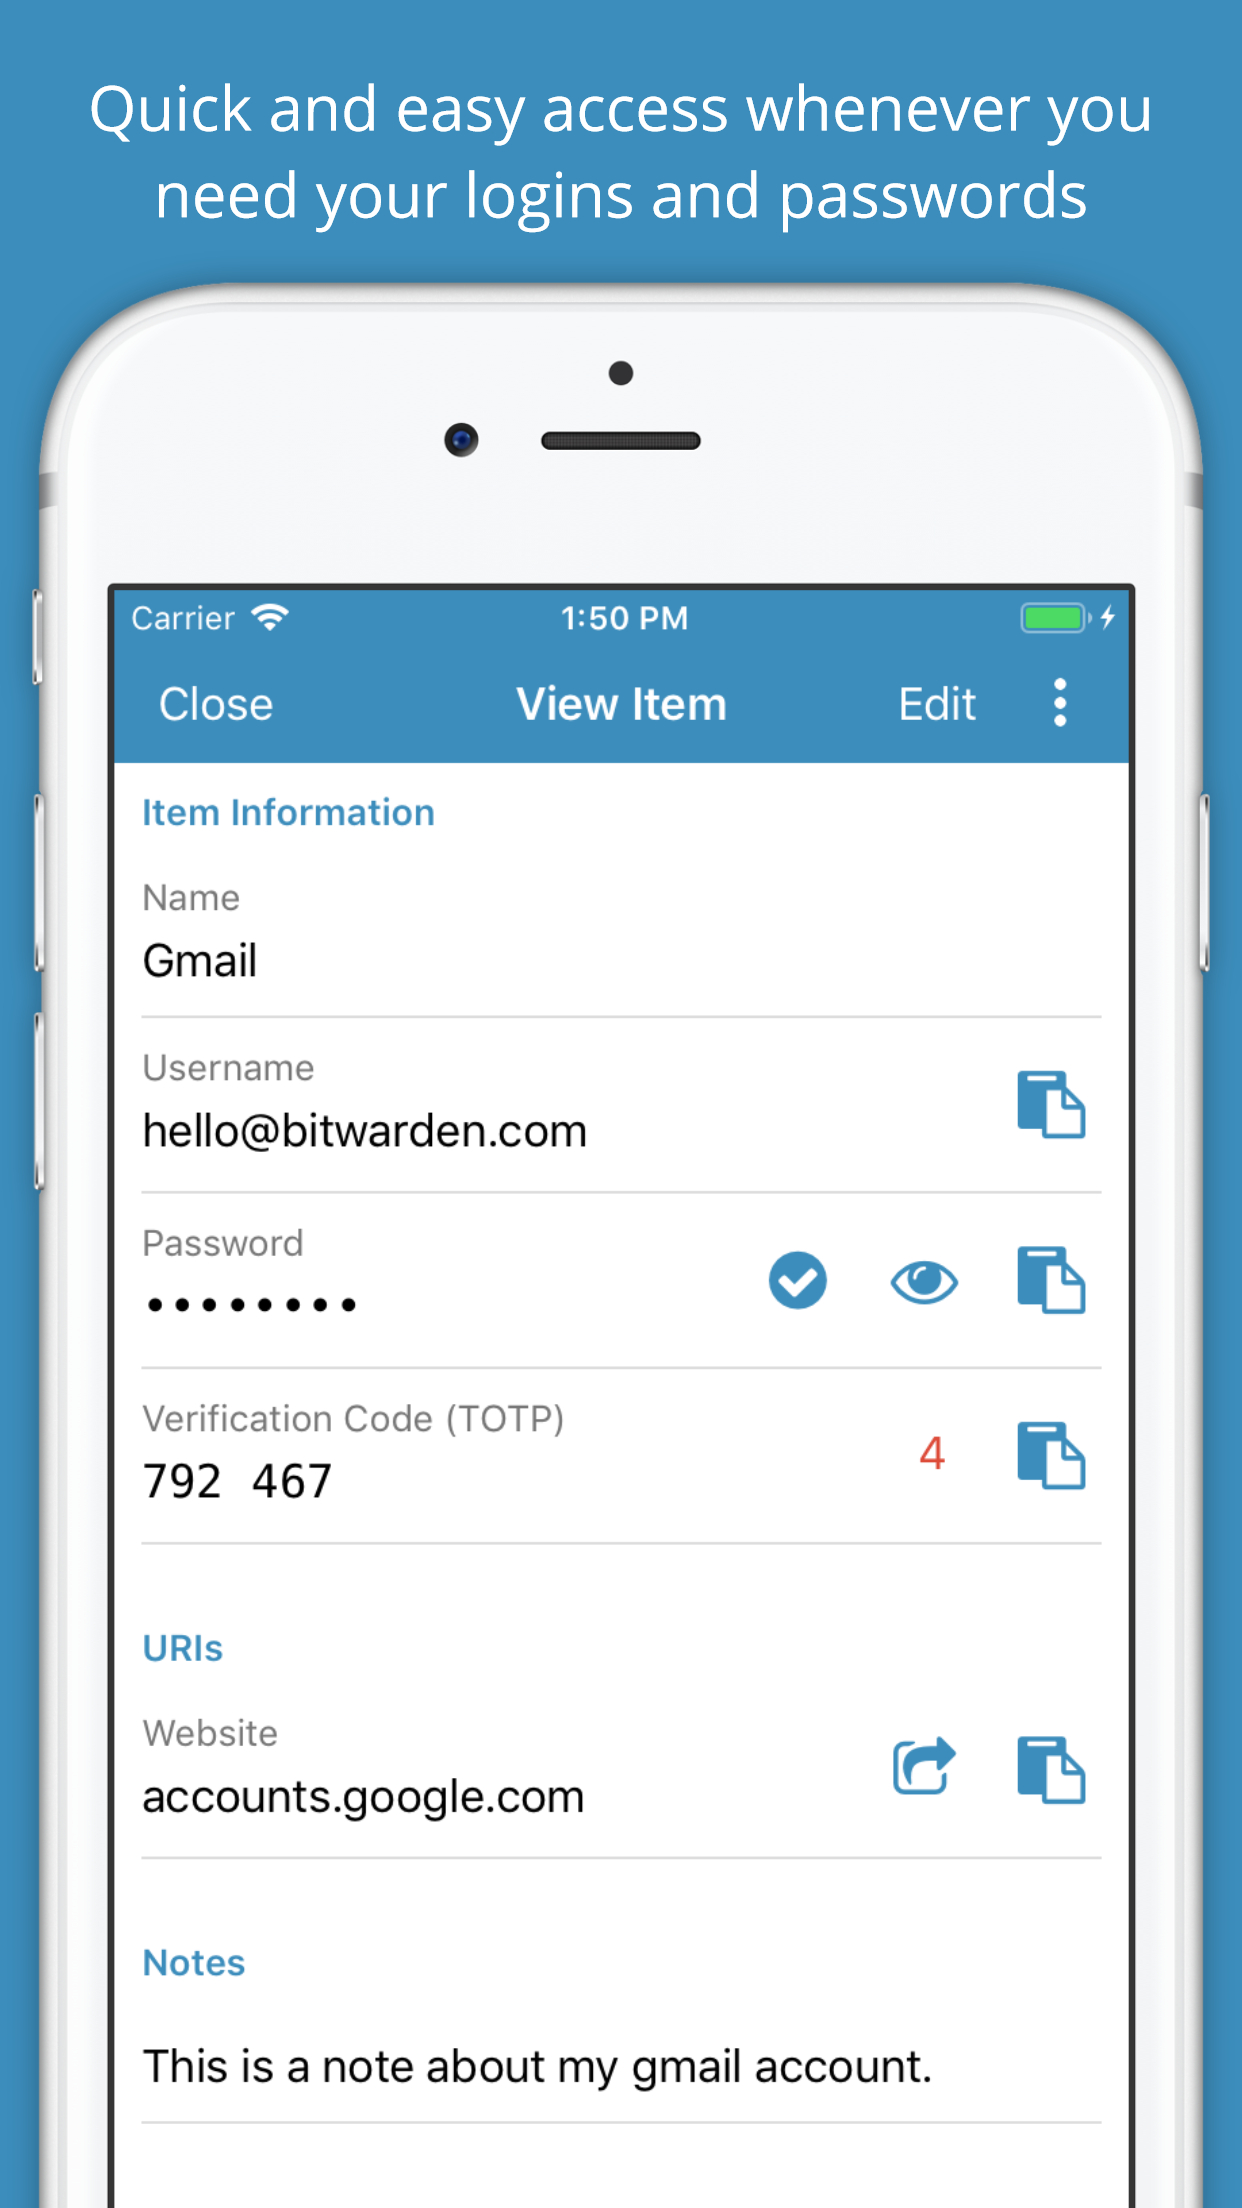 Quick and easy access whenever you
need your logins and passwords
Carrier 1:50 PM
Close View Item Edit
Item Information
Name
Gmail
Username
hello@bitwarden.com
Password
••••••••
Verification Code (TOTP)
792 467
4
URIs
Website
accounts.google.com
Notes
This is a note about my gmail account.